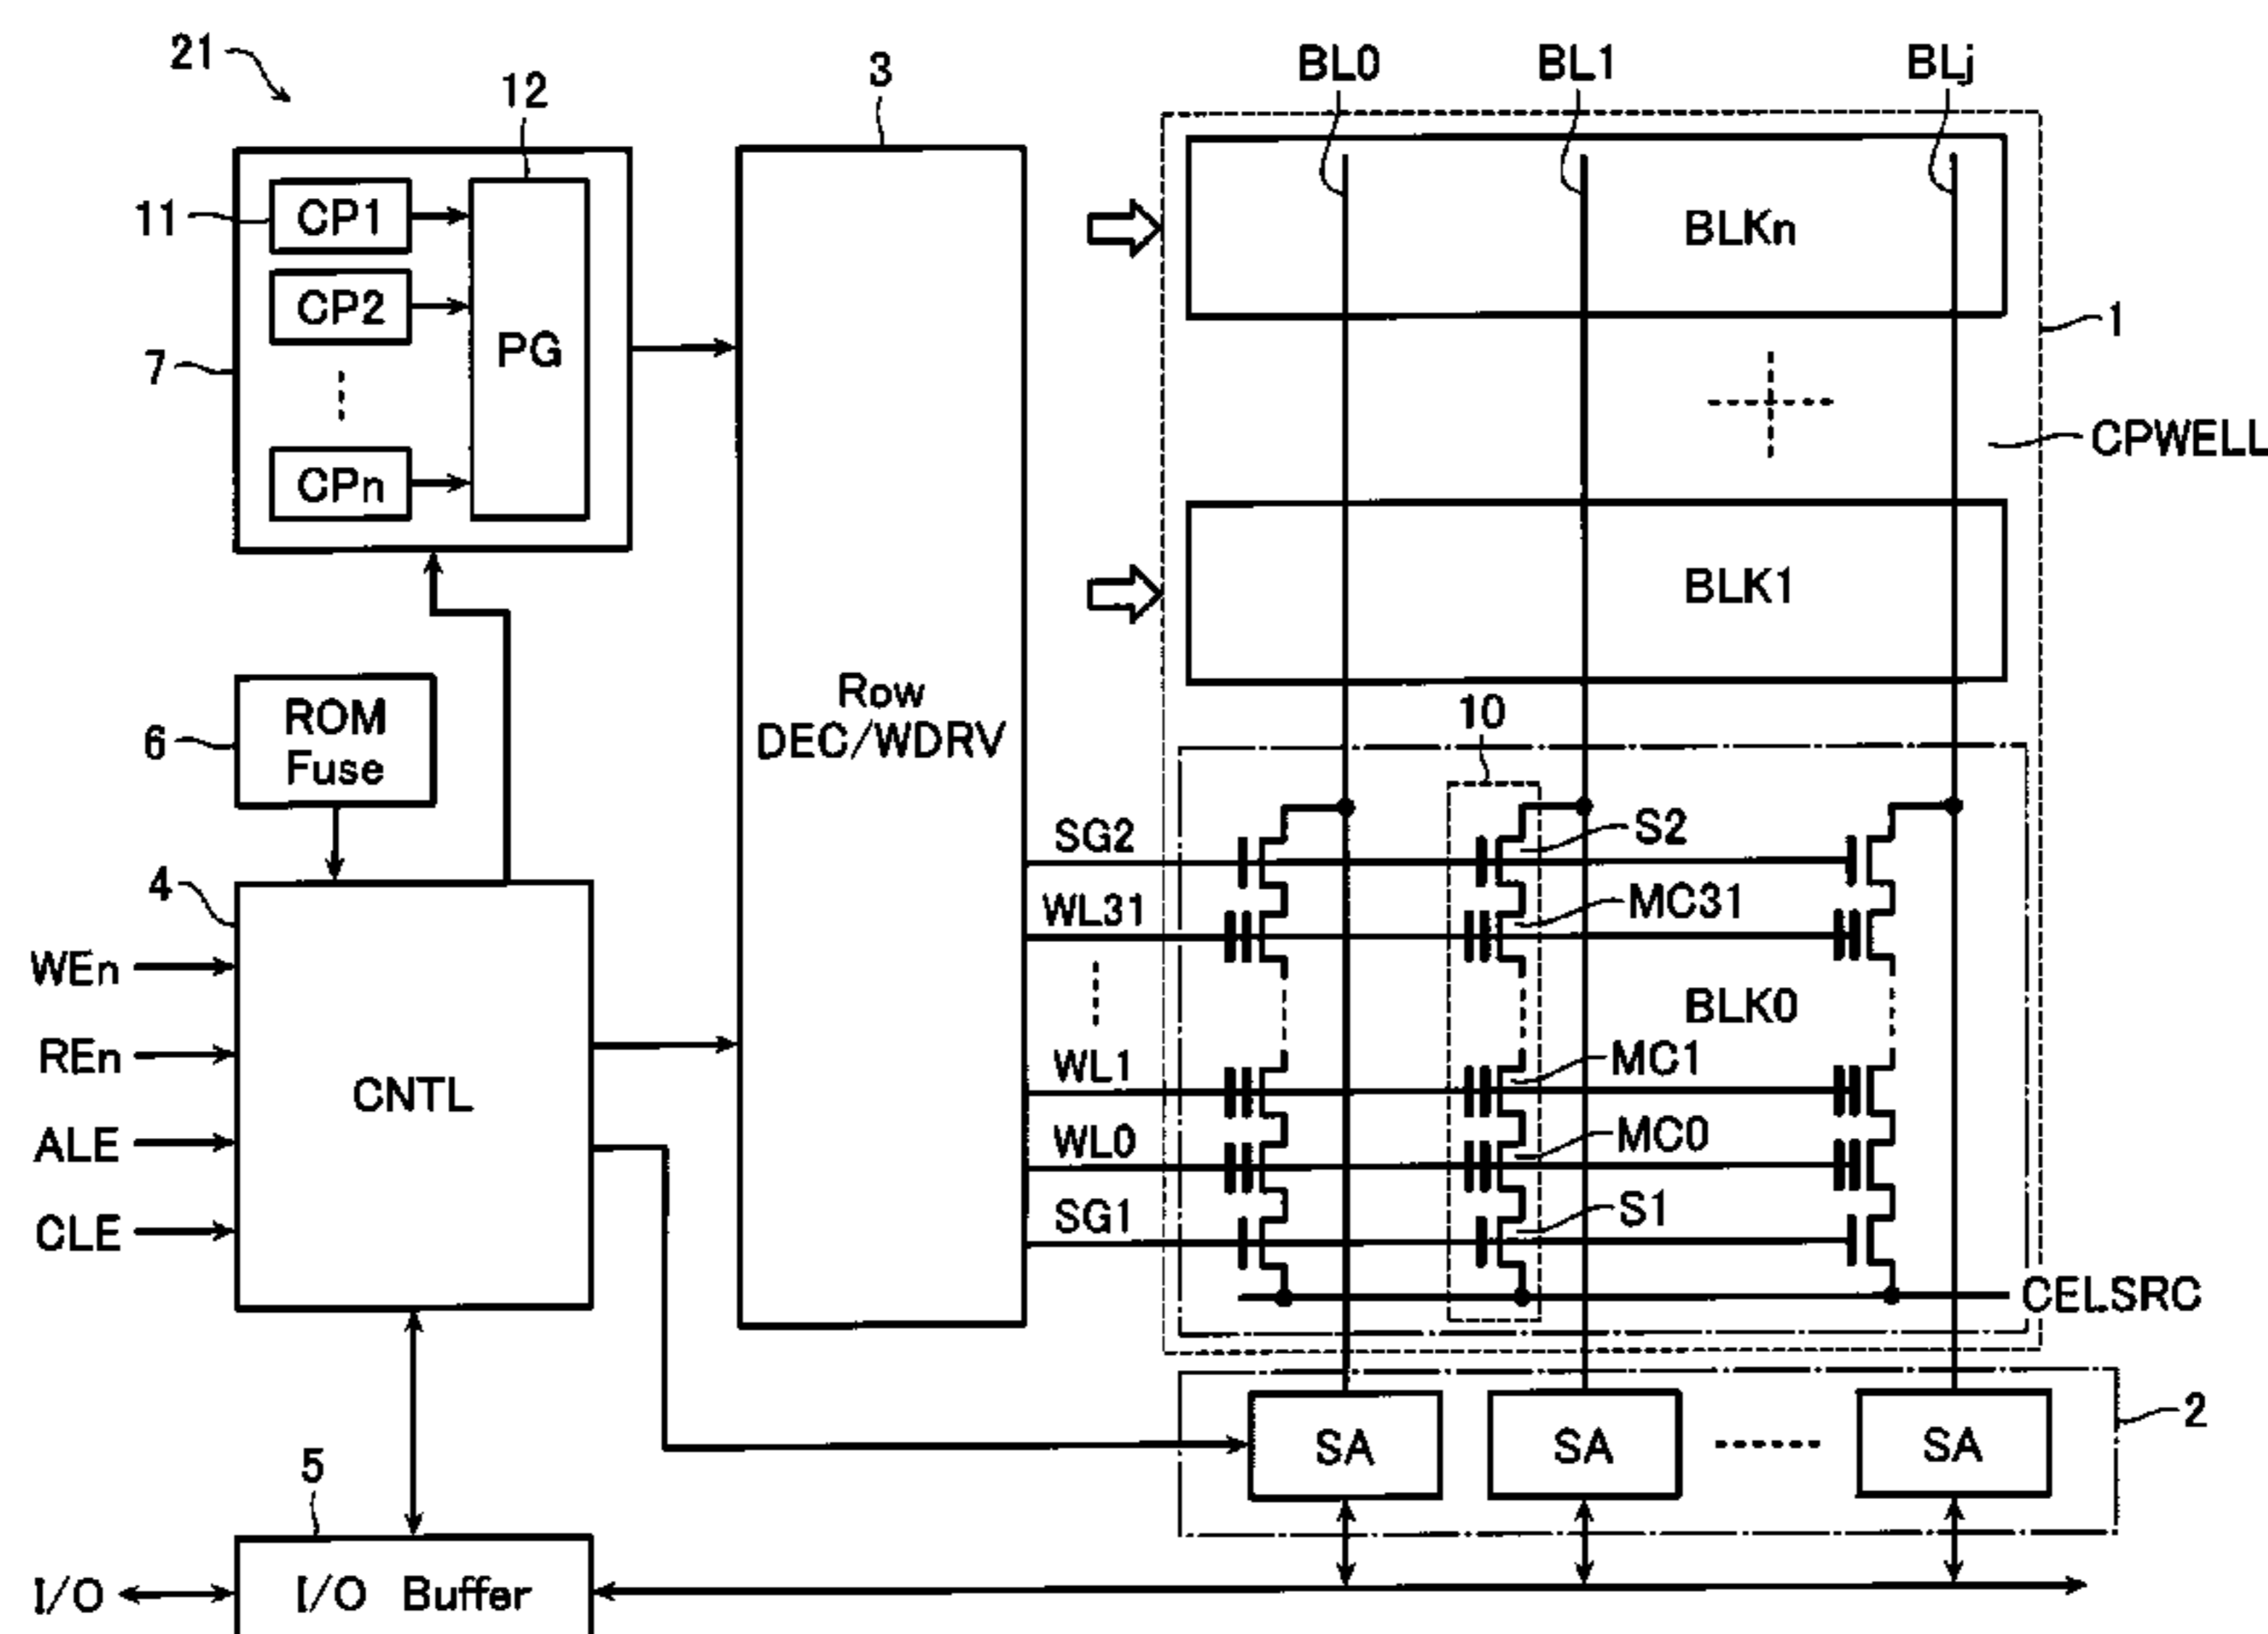 21
12
3
BL0
BL1
BLj
11
CP1
CP2
CPn
PG
7
BLKn
1
CPWELL
BLK1
ROM
Fuse
6
Row
DEC/WDRV
10
4
SG2
S2
WL31
MC31
WEn
REn
ALE
CLE
CNTL
BLK0
WL1
MC1
WL0
MC0
SG1
S1
CELSRC
2
SA
SA
SA
5
I/O
I/O Buffer